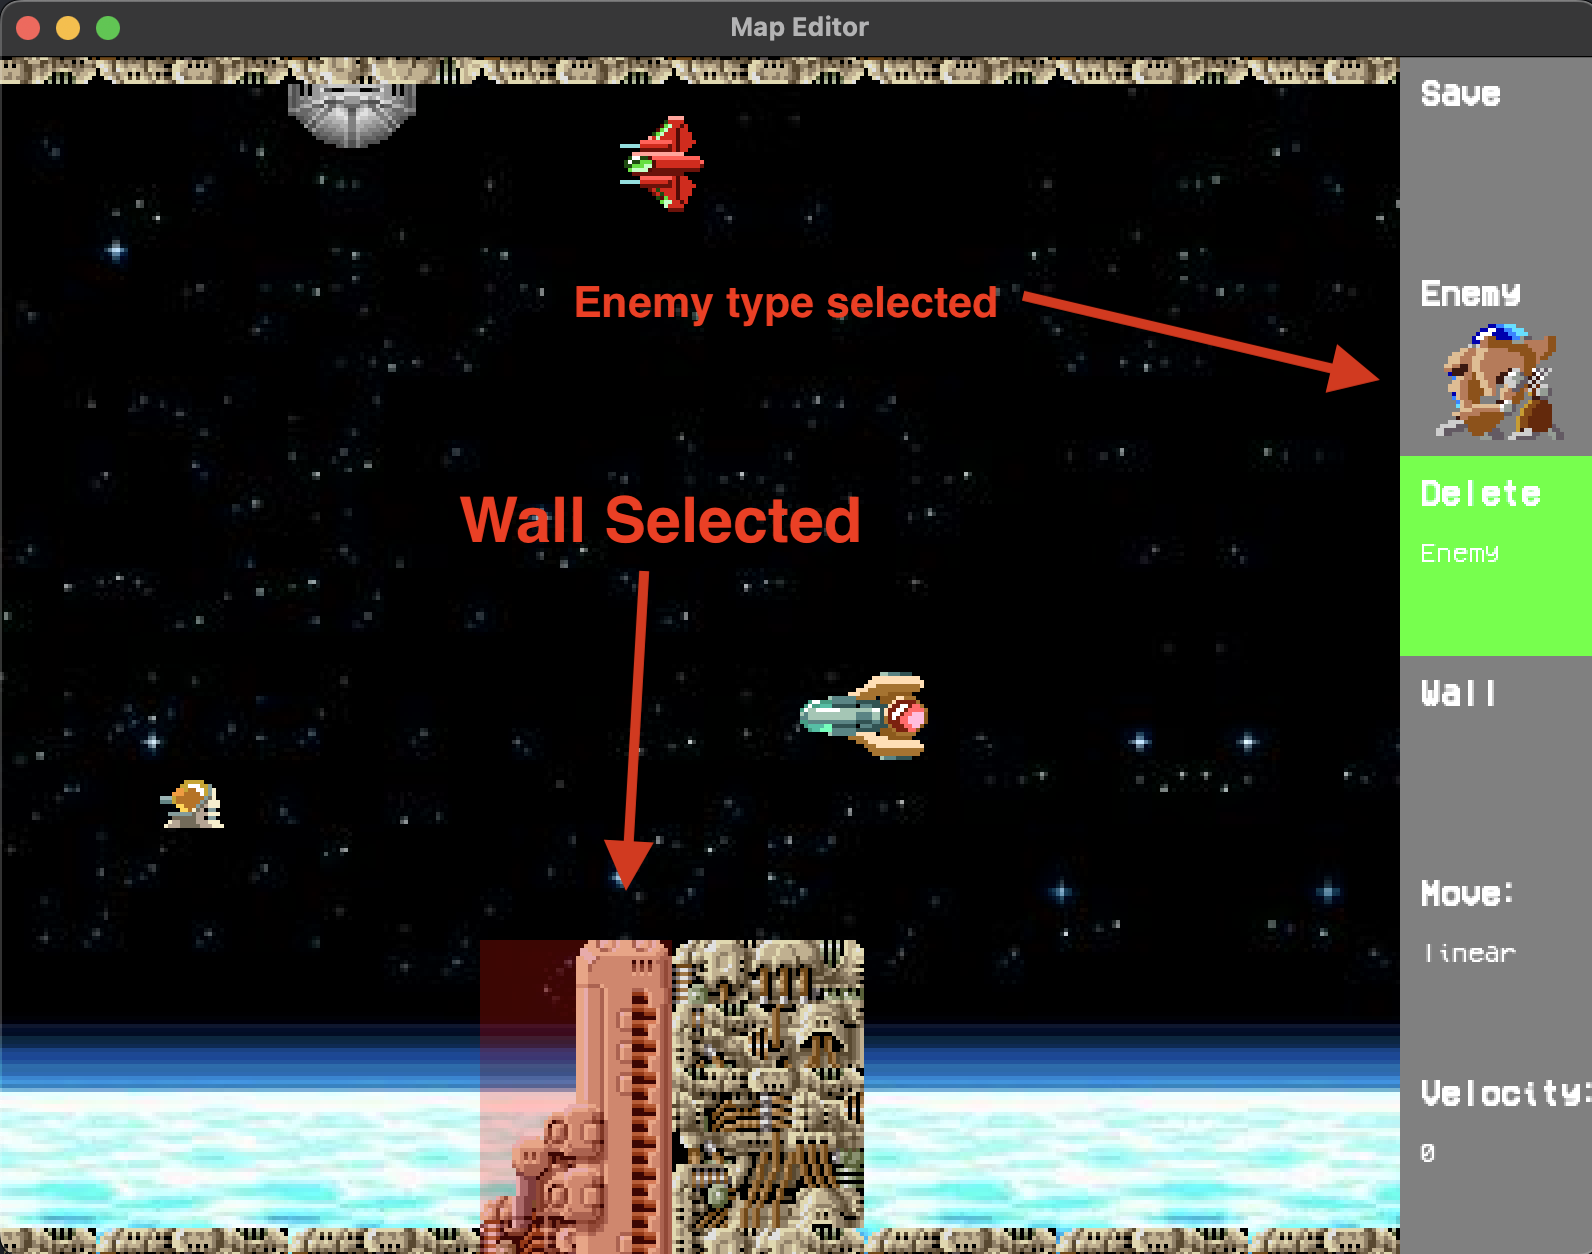 Map Editor
Save
Enemy type selected
Enemy
Wall Selected
Delete
Enemy
Wall
Move:
linear
Velocity:
0